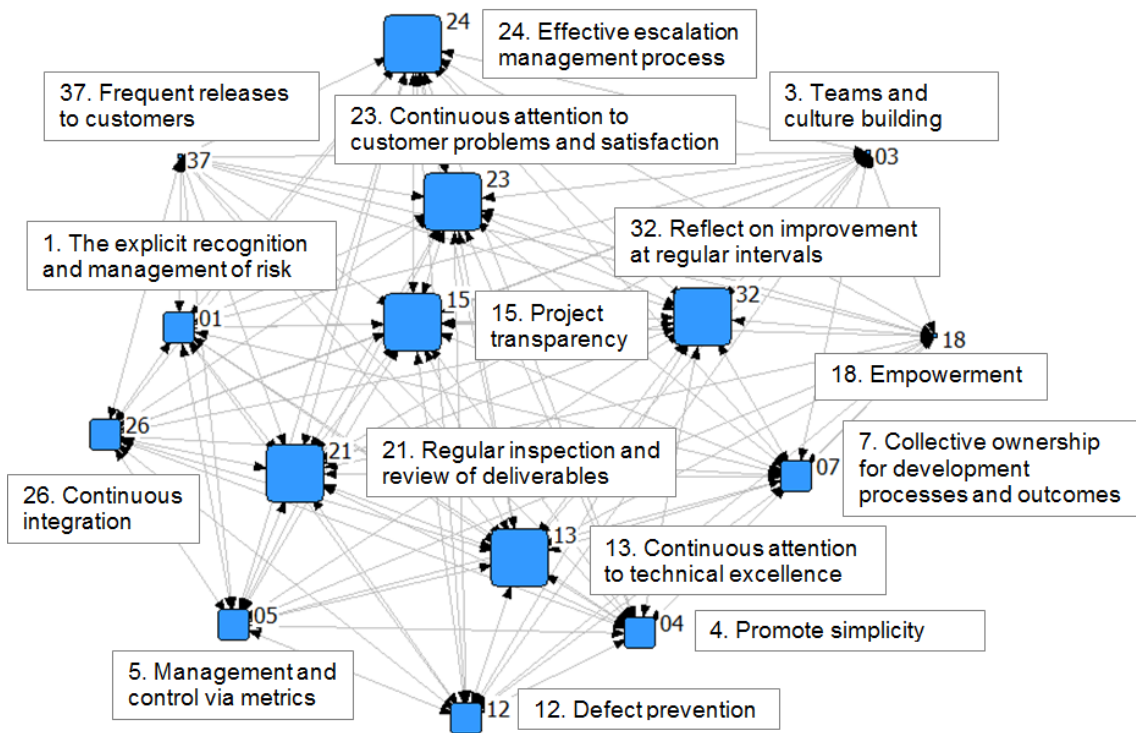 24
24. Effective escalation
management process
37. Frequent releases
to customers
23. Continuous attention to
customer problems and satisfaction
3. Teams and
culture building
37
03
23
1. The explicit recognition
and management of risk
32. Reflect on improvement
at regular intervals
01
15
15. Project
transparency
32
18
18. Empowerment
26
26. Continuous
integration
21
21. Regular inspection and
review of deliverables
07
7. Collective ownership
for development
processes and outcomes
13
13. Continuous attention
to technical excellence
05
5. Management and
control via metrics
04
4. Promote simplicity
12
12. Defect prevention